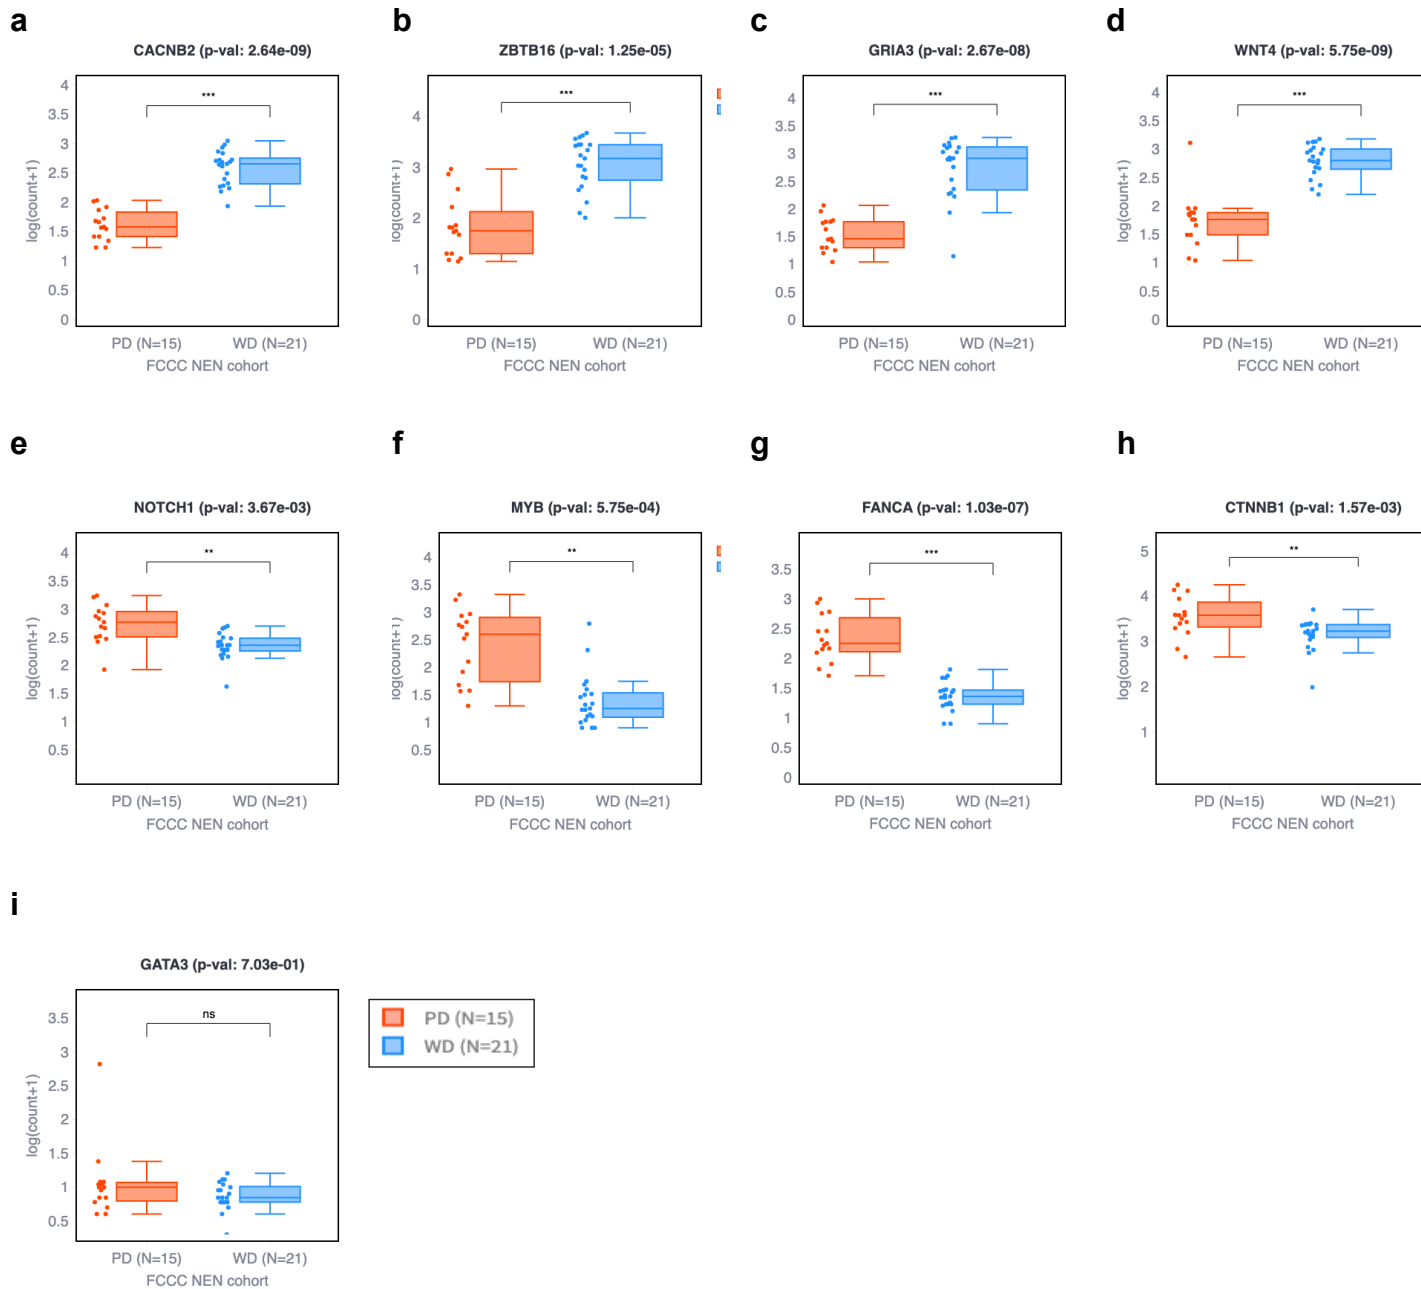 a
CACNB2 (p-val: 2.64e-09)
4
3.5
3
2.5
2
1.5
1
0.5
0
log(count+1)
***
PD (N=15)
WD (N=21)
FCCC NEN cohort
b
ZBTB16 (p-val: 1.25e-05)
4
3
2
1
0
log(count+1)
***
PD (N=15)
WD (N=21)
FCCC NEN cohort
c
GRIA3 (p-val: 2.67e-08)
4
3.5
3
2.5
2
1.5
1
0.5
0
log(count+1)
***
PD (N=15)
WD (N=21)
FCCC NEN cohort
d
WNT4 (p-val: 5.75e-09)
4
3.5
3
2.5
2
1.5
1
0.5
0
log(count+1)
***
PD (N=15)
WD (N=21)
FCCC NEN cohort
e
NOTCH1 (p-val: 3.67e-03)
4
3.5
3
2.5
2
1
0.5
log(count+1)
**
PD (N=15)
WD (N=21)
FCCC NEN cohort
f
MYB (p-val: 5.75e-04)
4
3.5
3
2.5
2
1.5
1
0.5
log(count+1)
**
PD (N=15)
WD (N=21)
FCCC NEN cohort
g
FANCA (p-val: 1.03e-07)
3.5
3
2.5
2
1.5
1
0.5
0
log(count+1)
***
PD (N=15)
WD (N=21)
FCCC NEN cohort
h
CTNNB1 (p-val: 1.57e-03)
5
4
3
2
1
log(count+1)
**
PD (N=15)
WD (N=21)
FCCC NEN cohort
i
GATA3 (p-val: 7.03e-01)
3.5
3
2.5
2
1.5
1
0.5
log(count+1)
ns
PD (N=15)
WD (N=21)
FCCC NEN cohort
PD (N=15)
WD (N=21)